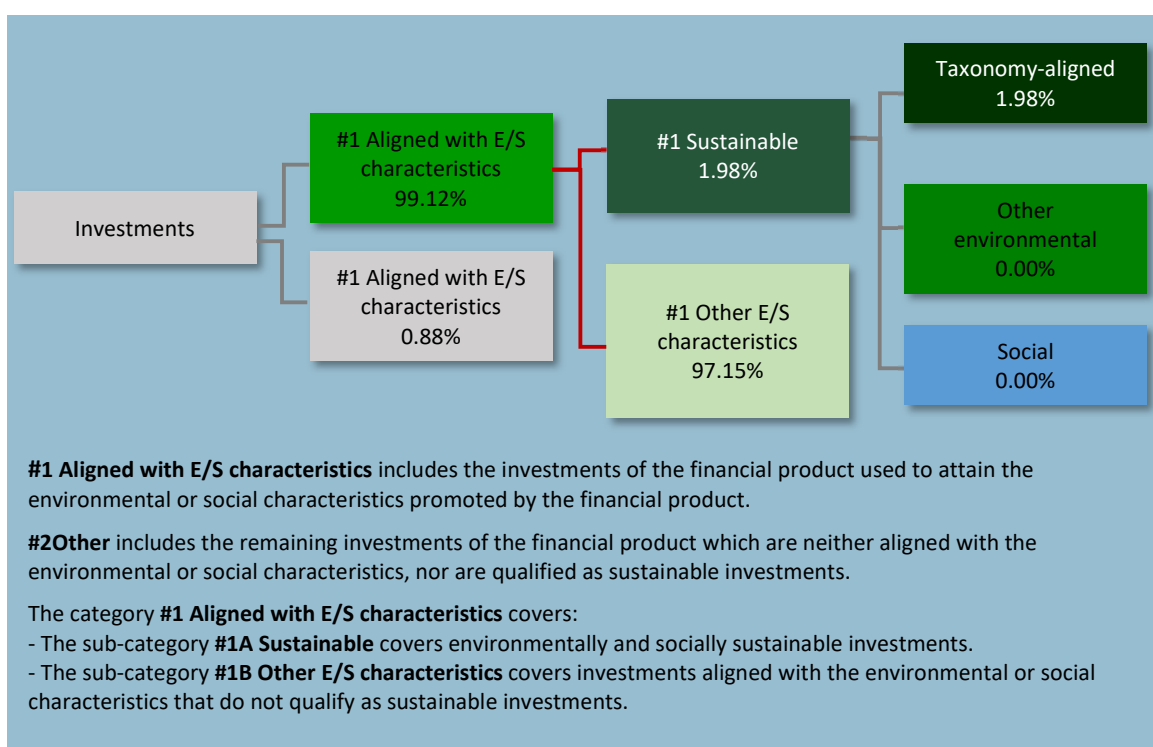 Investments
#1 Aligned with E/S
characteristics
99.12%
#1 Aligned with E/S
characteristics
0.88%
#1 Sustainable
1.98%
#1 Other E/S
characteristics
97.15%
Taxonomy-aligned
1.98%
Other
environmental
0.00%
Social
0.00%
#1 Aligned with E/S characteristics includes the investments of the financial product used to attain the
environmental or social characteristics promoted by the financial product.
#2Other includes the remaining investments of the financial product which are neither aligned with the
environmental or social characteristics, nor are qualified as sustainable investments.
The category #1 Aligned with E/S characteristics covers:
- The sub-category #1A Sustainable covers environmentally and socially sustainable investments.
- The sub-category #1B Other E/S characteristics covers investments aligned with the environmental or social
characteristics that do not qualify as sustainable investments.